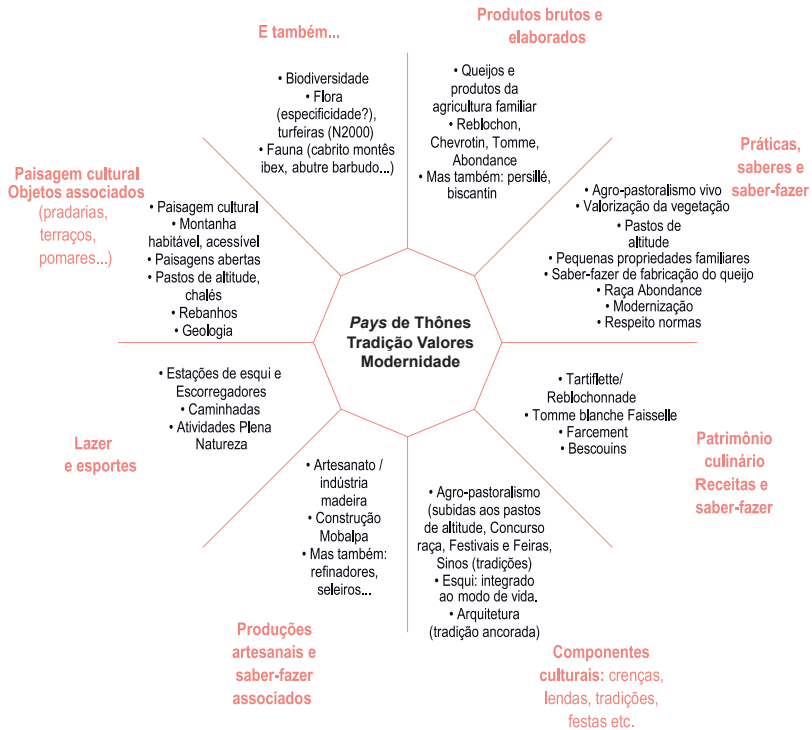 Pays de Thônes
Tradição Valores
Modernidade
E também...
• Biodiversidade
• Flora
(especificidade?),
turfeiras (N2000)
• Fauna (cabrito montês
ibex, abutre barbudo...)
Produtos brutos e
elaborados
• Queijos e
produtos da
agricultura familiar
• Reblochon,
Chevrotin, Tomme,
Abondance
• Mas também: persillé,
biscantin
Práticas,
saberes e
saber-fazer
• Agro-pastoralismo vivo
• Valorização da vegetação
• Pastos de
altitude
• Pequenas propriedades familiares
• Saber-fazer de fabricação do queijo
• Raça Abondance
• Modernização
• Respeito normas
• Tartiflette/
Reblochonnade
• Tomme blanche Faisselle
• Farcement
• Bescouins
Patrimônio
culinário
Receitas e
saber-fazer
• Agro-pastoralismo
(subidas aos pastos
de altitude, Concurso
raça, Festivais e Feiras,
Sinos (tradições)
• Esqui: integrado
ao modo de vida.
• Arquitetura
(tradição ancorada)
Componentes
culturais: crenças,
lendas, tradições,
festas etc.
• Artesanato /
indústria
madeira
• Construção
Mobalpa
• Mas também:
refinadores,
seleiros...
Produções
artesanais e
saber-fazer
associados
• Estações de esqui e
Escorregadores
• Caminhadas
• Atividades Plena
Natureza
Lazer
e esportes
Paisagem cultural
Objetos associados
(pradarias,
terraços,
pomares...)
• Paisagem cultural
• Montanha
habitável, acessível
• Paisagens abertas
• Pastos de altitude,
chalés
• Rebanhos
• Geologia